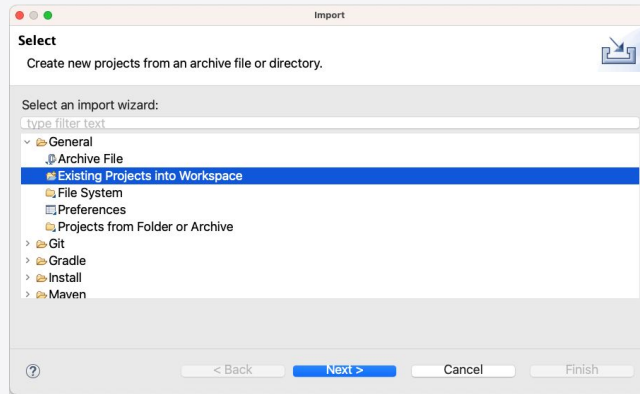 Import
Select
Create new projects from an archive file or directory.
Select an import wizard:
type filter text
General
Archive File
Existing Projects into Workspace
File System
Preferences
Projects from Folder or Archive
Git
Gradle
Install
Maven
?
< Back Next > Cancel Finish